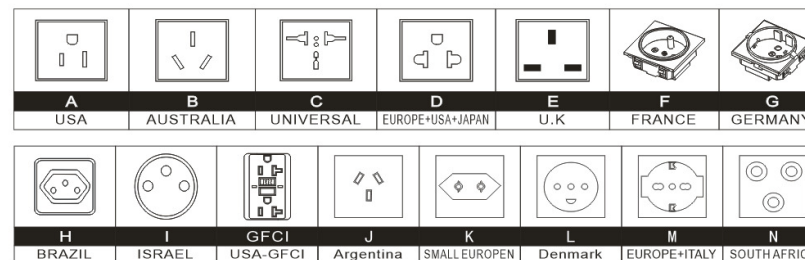 A B C D E F G
USA AUSTRALIA UNIVERSAL EUROPE+USA+JAPAN U.K FRANCE GERMANY
H I GFCI J K L M N
BRAZIL ISRAEL USA-GFCI Argentina SMALL EUROPEN Denmark EUROPE+ITALY SOUTH AFRIC